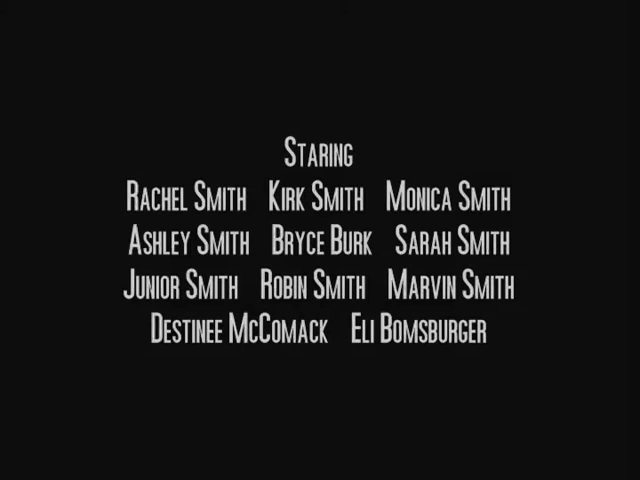 Staring
Rachel Smith Kirk Smith Monica Smith
Ashley Smith Bryce Burk Sarah Smith
Junior Smith Robin Smith Marvin Smith
Destinee McComack Eli Bomsburger